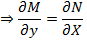 ⇒ ∂M/∂y = ∂N/∂X